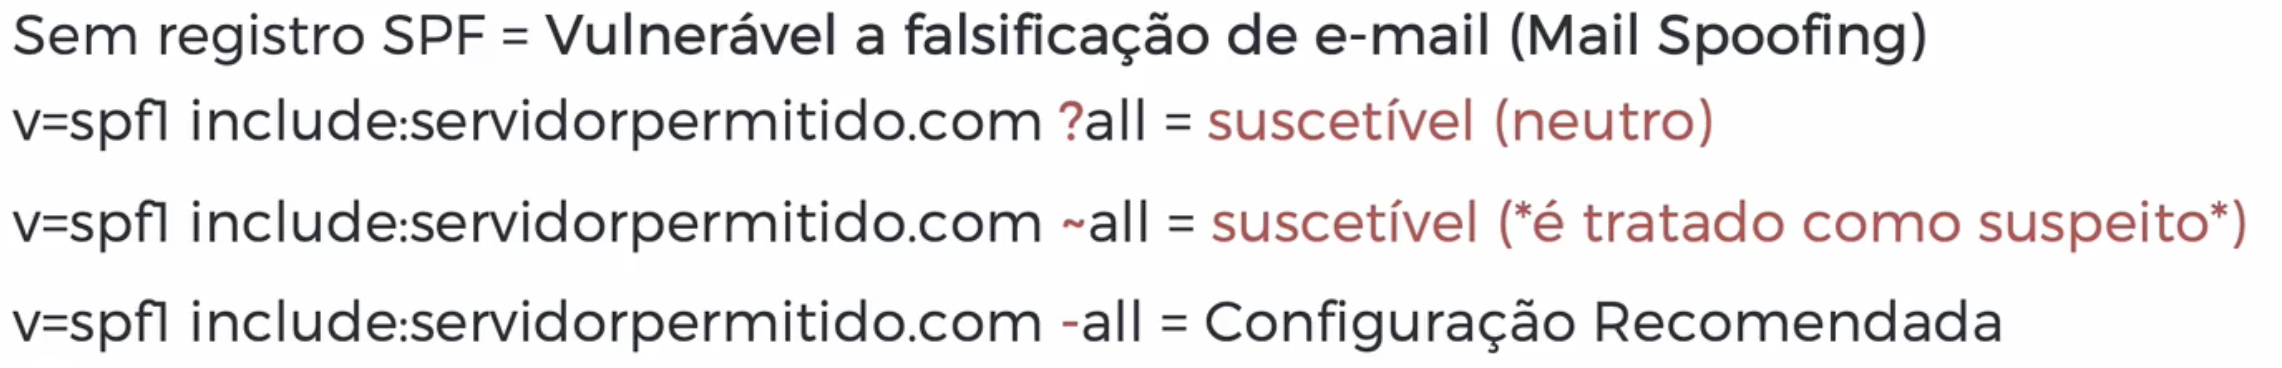 Sem registro SPF = Vulnerável a falsificação de e-mail (Mail Spoofing)
v=spf1 include:servidorpermitido.com ?all = suscetível (neutro)
v=spf1 include:servidorpermitido.com ~all = suscetível (*é tratado como suspeito*)
v=spf1 include:servidorpermitido.com -all = Configuração Recomendada